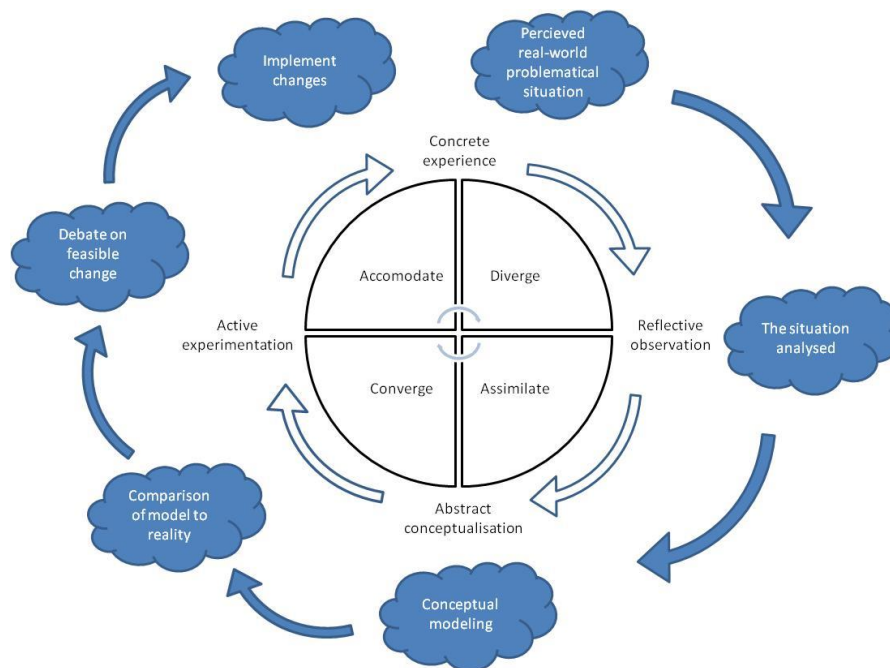 Implement
changes
Percieved
real-world
problematical
situation
Concrete
experience
Debate on
feasible
change
Accomodate
Diverge
Active
experimentation
Reflective
observation
The situation
analysed
Converge
Assimilate
Comparison
of model to
reality
Abstract
conceptualisation
Conceptual
modeling